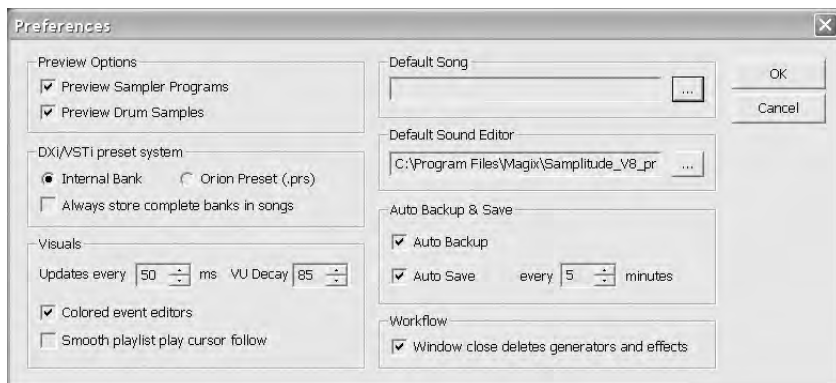 Preferences
Preview Options
Preview Sampler Programs
Preview Drum Samples
DXi/VSTi preset system
Internal Bank
Orion Preset (.prs)
Always store complete banks in songs
Visuals
Updates every 50 ms VU Decay 85
Colored event editors
Smooth playlist play cursor follow
Default Song
...
Default Sound Editor
C:\Program Files\Magix\Samplitude_V8_pr ...
Auto Backup & Save
Auto Backup
Auto Save every 5 minutes
Workflow
Window close deletes generators and effects
OK
Cancel